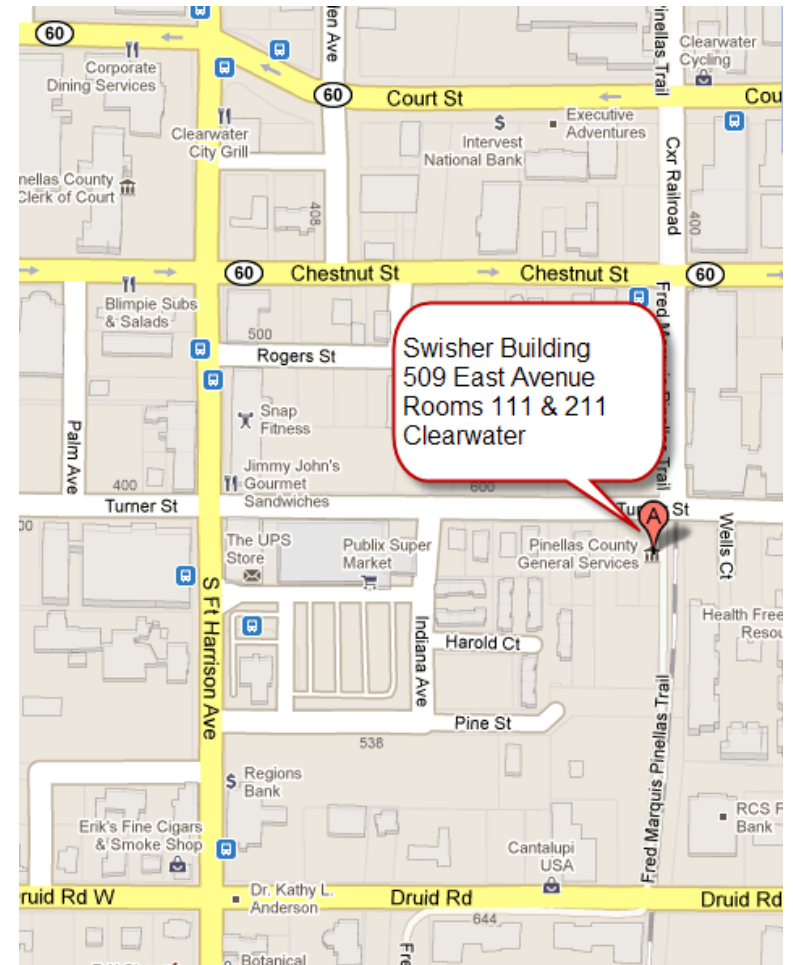 60
Corporate
Dining Services
60
Court St
Cou
Pinellas Trail
Clearwater
Cycling
Clearwater
City Grill
$
Intervest
National Bank
Executive
Adventures
Cxr Railroad
400
nellas County
Clerk of Court
408
60
Chestnut St
Chestnut St
60
Blimpie Subs
& Salads
500
Rogers St
Swisher Building
509 East Avenue
Rooms 111 & 211
Clearwater
Palm Ave
Snap
Fitness
Jimmy John's
Gourmet
Sandwiches
400
600
Turner St
St
A
The UPS
Store
Publix Super
Market
Pinellas County
General Services
Wells Ct
S Ft Harrison Ave
Indiana Ave
Harold Ct
Health Free
Resou
Pine St
538
Fred Marquis Pinellas Trail
$
Regions
Bank
Erik's Fine Cigars
& Smoke Shop
Cantalupi
USA
RCS F
Bank
ruid Rd W
Dr. Kathy L.
Anderson
Druid Rd
644
Druid Rd
Fre
Botanical